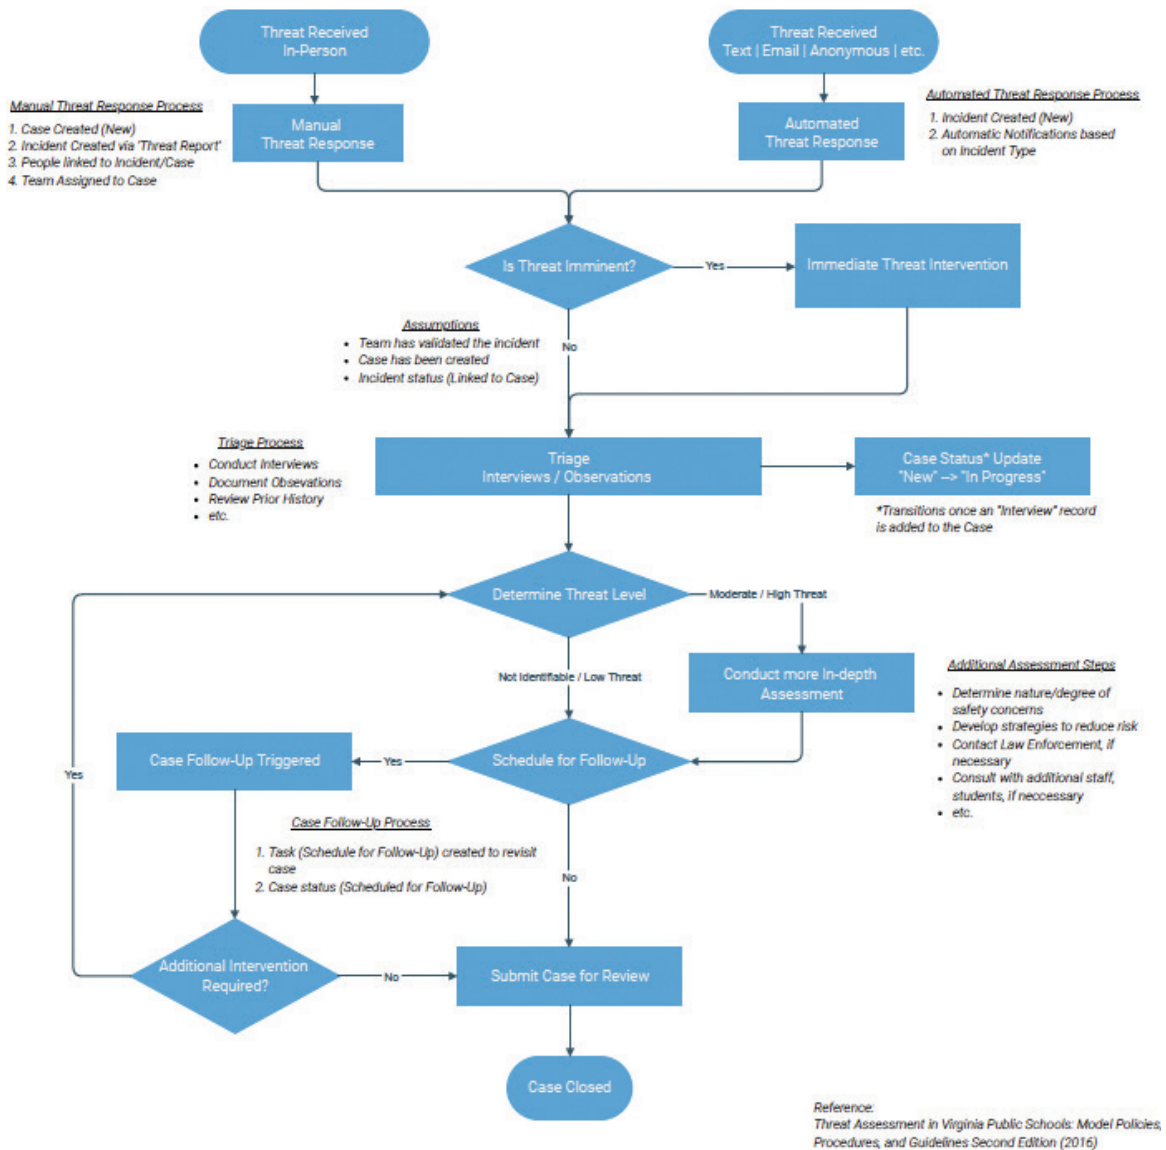 Threat Received
In-Person
Threat Received
Text | Email | Anonymous | etc.
Manual Threat Response Process
1. Case Created (New)
2. Incident Created via 'Threat Report'
3. People linked to Incident/Case
4. Team Assigned to Case
Manual
Threat Response
Automated
Threat Response
Automated Threat Response Process
1. Incident Created (New)
2. Automatic Notifications based
on Incident Type
Is Threat Imminent?
Yes
Immediate Threat Intervention
Assumptions
• Team has validated the incident
• Case has been created
• Incident status (Linked to Case)
No
Triage Process
• Conduct Interviews
• Document Obsevations
• Review Prior History
• etc.
Triage
Interviews / Observations
Case Status* Update
"New" --> "In Progress"
*Transitions once an "Interview" record
is added to the Case
Determine Threat Level
Moderate / High Threat
Not Identifiable / Low Threat
Conduct more In-depth
Assessment
Additional Assessment Steps
• Determine nature/degree of
safety concerns
• Develop strategies to reduce risk
• Contact Law Enforcement, if
necessary
• Consult with additional staff,
students, if neccessary
• etc.
Yes
Case Follow-Up Triggered
Yes
Schedule for Follow-Up
Case Follow-Up Process
1. Task (Schedule for Follow-Up) created to revisit
case
2. Case status (Scheduled for Follow-Up)
No
Additional Intervention
Required?
No
Submit Case for Review
Case Closed
Reference:
Threat Assessment in Virginia Public Schools: Model Policies,
Procedures, and Guidelines Second Edition (2016)